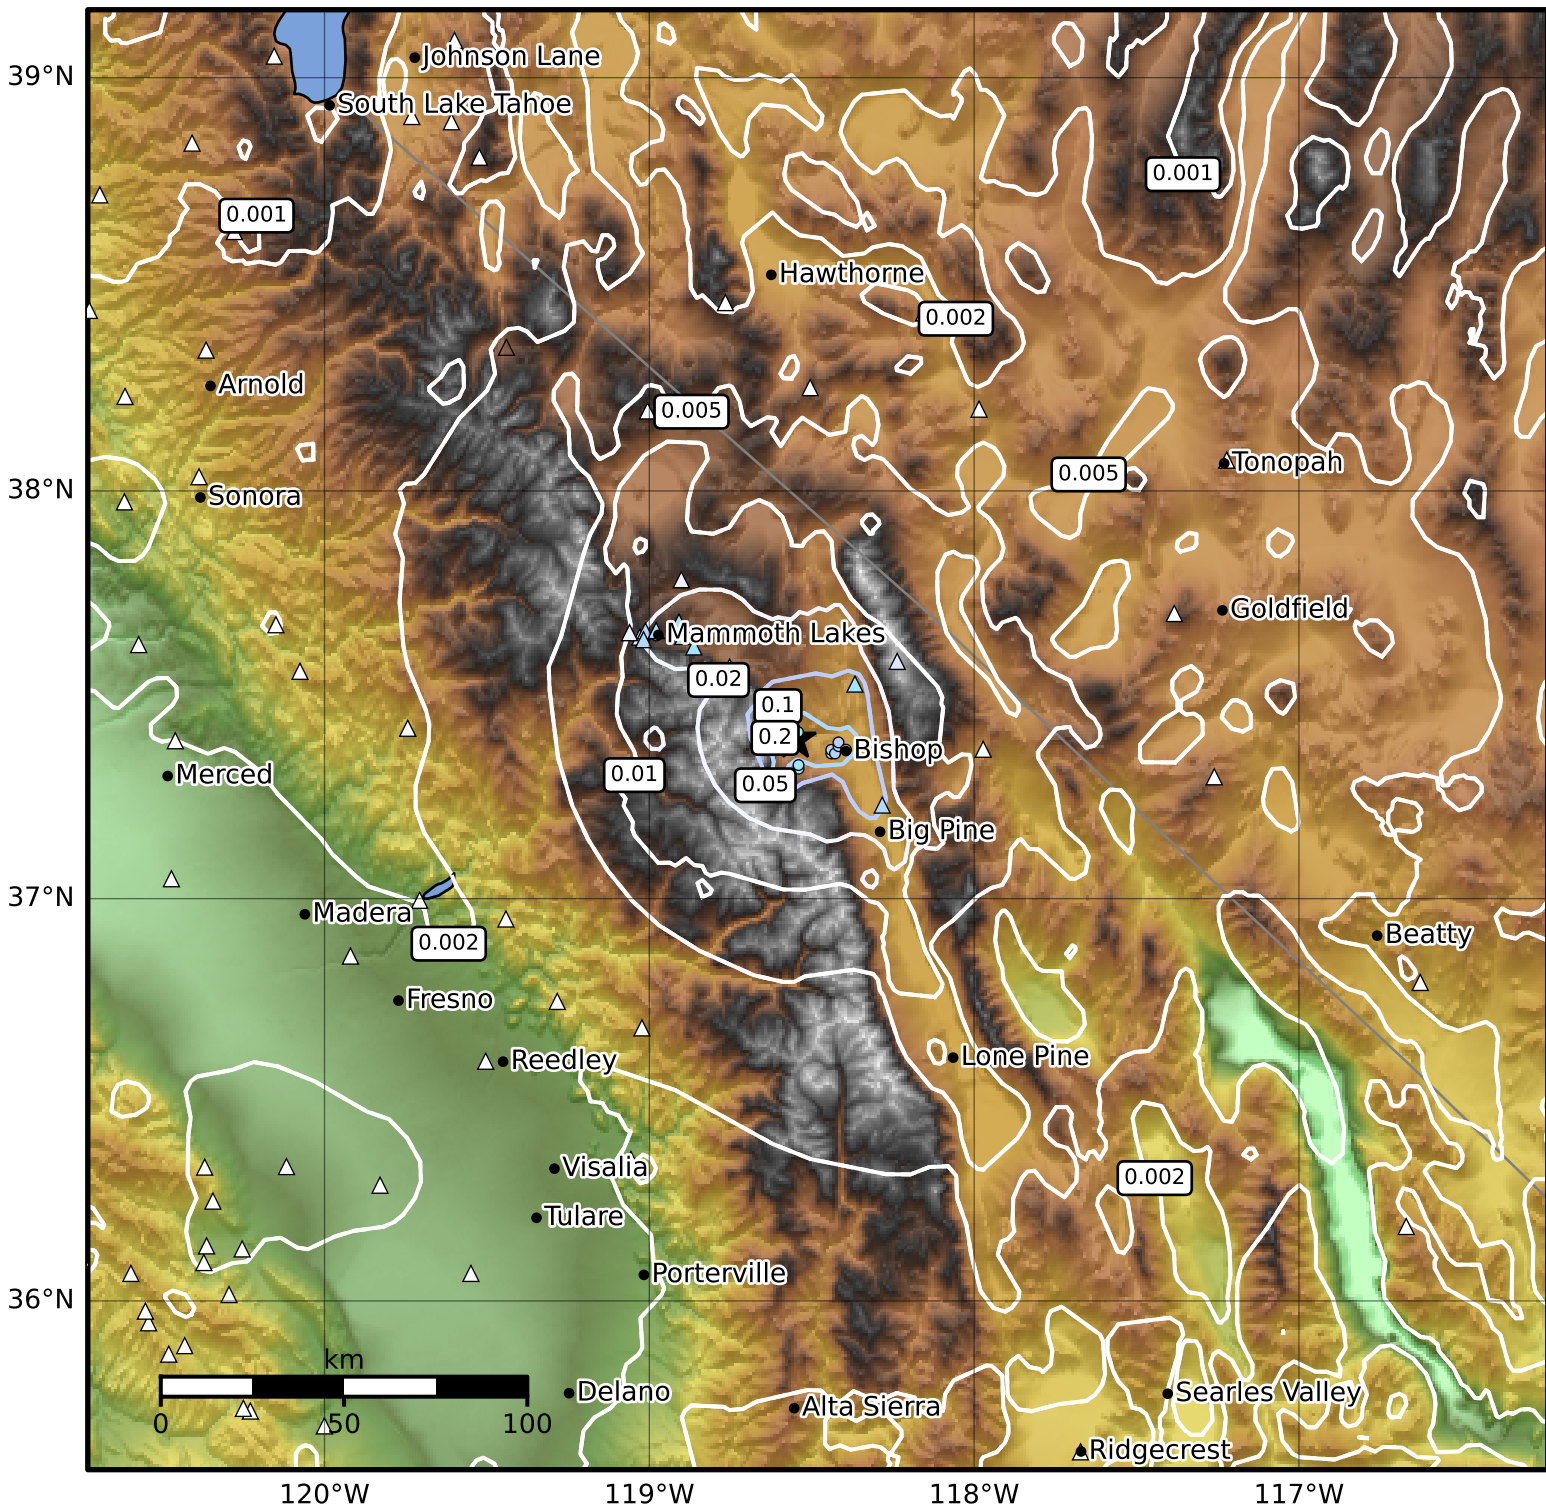 39°N
Johnson Lane
South Lake Tahoe
0.001
0.001
Hawthorne
0.002
Arnold
0.005
38°N
Sonora
0.005
Tonopah
Goldfield
Mammoth Lakes
0.02
0.1
0.2
Bishop
Merced
0.01
0.05
Big Pine
37°N
Madera
0.002
Beatty
Fresno
Reedley
Lone Pine
Visalia
0.002
Tulare
Porterville
36°N
km
0 50 100
Delano
Alta Sierra
Searles Valley
Ridgecrest
120°W 119°W 118°W 117°W